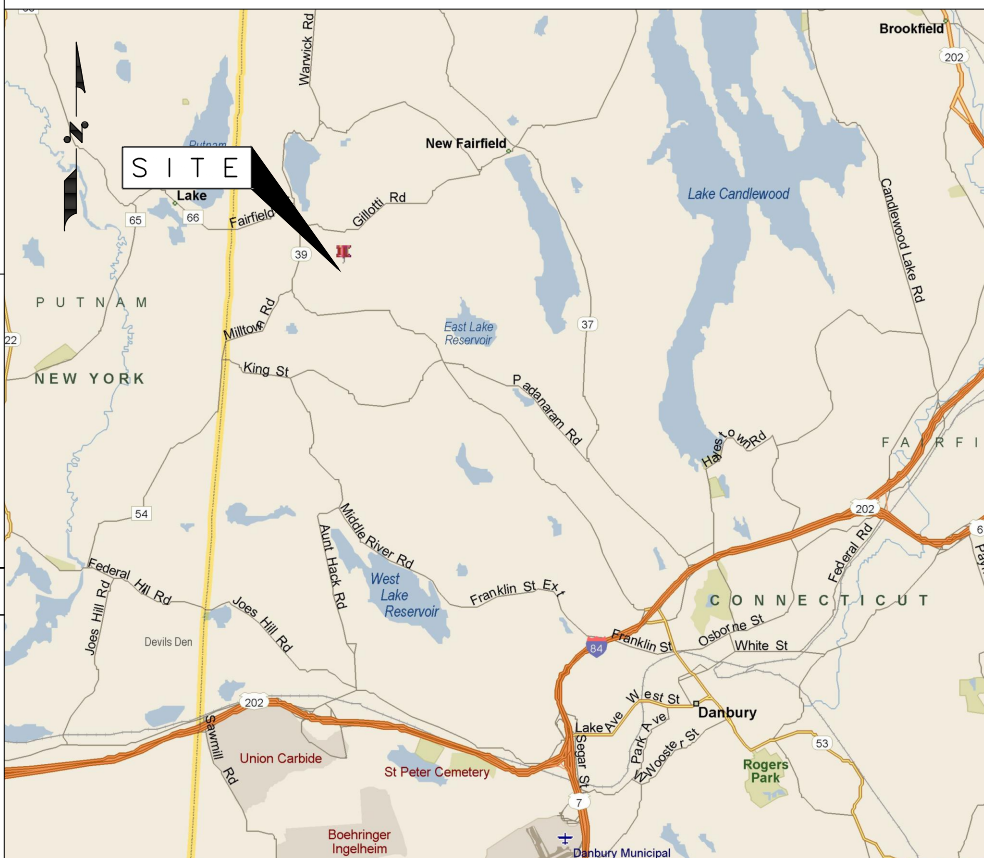 Warwick Rd
Brookfield
202
N
Putnam
SITE
Lake
New Fairfield
Lake Candlewood
Candlewood Lake Rd
65
66
Fairfield
Gillotti Rd
39
PUTNAM
Milltown Rd
East Lake
Reservoir
37
22
NEW YORK
King St
Padanaram Rd
Hayestown Rd
FAIRFI
54
202
6
Middle River Rd
Aunt Hack Rd
Federal Rd
Federal Hill Rd
Joes Hill Rd
Joes Hill Rd
West
Lake
Reservoir
Franklin St Ex
CONNECTICUT
Devils Den
84
Franklin St
Osborne St
White St
202
West St
Lake Ave
Park Ave
Danbury
Sawmill Rd
Segar St
Wooster St
53
Union Carbide
St Peter Cemetery
Rogers
Park
7
Boehringer
Ingelheim
Danbury Municipal